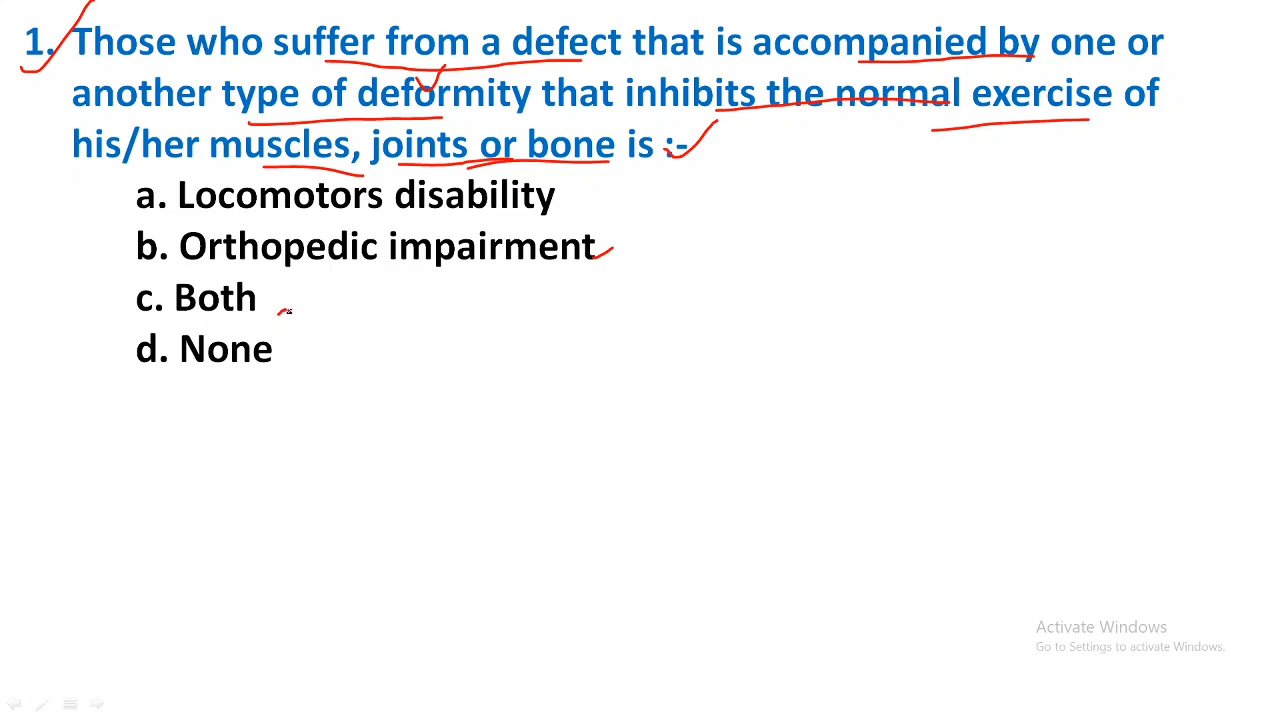 1. Those who suffer from a defect that is accompanied by one or
another type of deformity that inhibits the normal exercise of
his/her muscles, joints or bone is :-
a. Locomotors disability
b. Orthopedic impairment
c. Both
d. None
Activate Windows
Go to Settings to activate Windows.